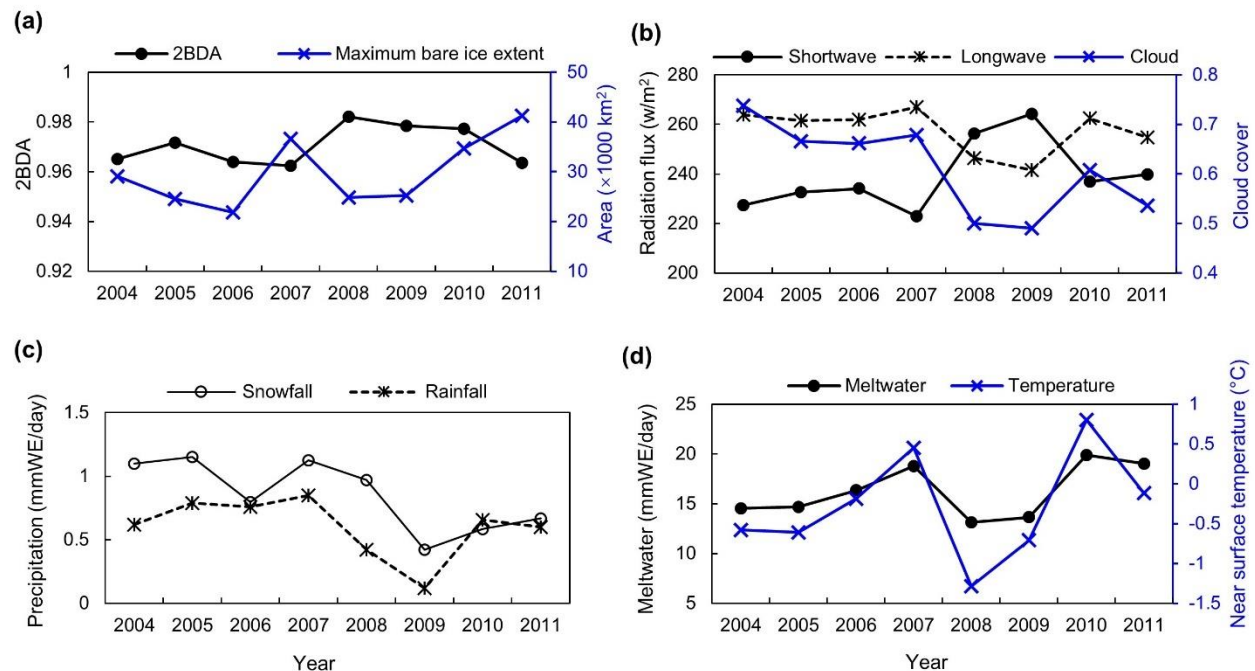 (a)
2BDA Maximum bare ice extent
1
0.98
0.96
0.94
0.92
2BDA
50
40
30
20
10
Area (×1000 km²)
2004 2005 2006 2007 2008 2009 2010 2011
(b)
Shortwave Longwave Cloud
280
260
240
220
200
Radiation flux (w/m²)
0.8
0.7
0.6
0.5
0.4
Cloud cover
2004 2005 2006 2007 2008 2009 2010 2011
(c)
Snowfall Rainfall
1.5
1
0.5
0
Precipitation (mmWE/day)
2004 2005 2006 2007 2008 2009 2010 2011
Year
(d)
Meltwater Temperature
25
20
15
10
5
Meltwater (mmWE/day)
1
0.5
0
-0.5
-1
-1.5
Near surface temperature (°C)
2004 2005 2006 2007 2008 2009 2010 2011
Year